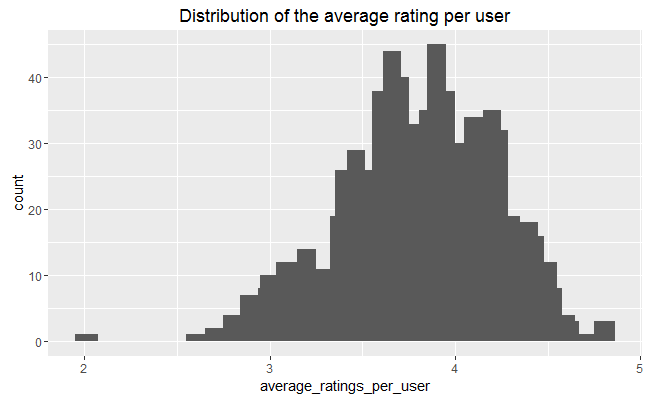 Distribution of the average rating per user
count
40
30
20
10
0
2 3 4 5
average_ratings_per_user